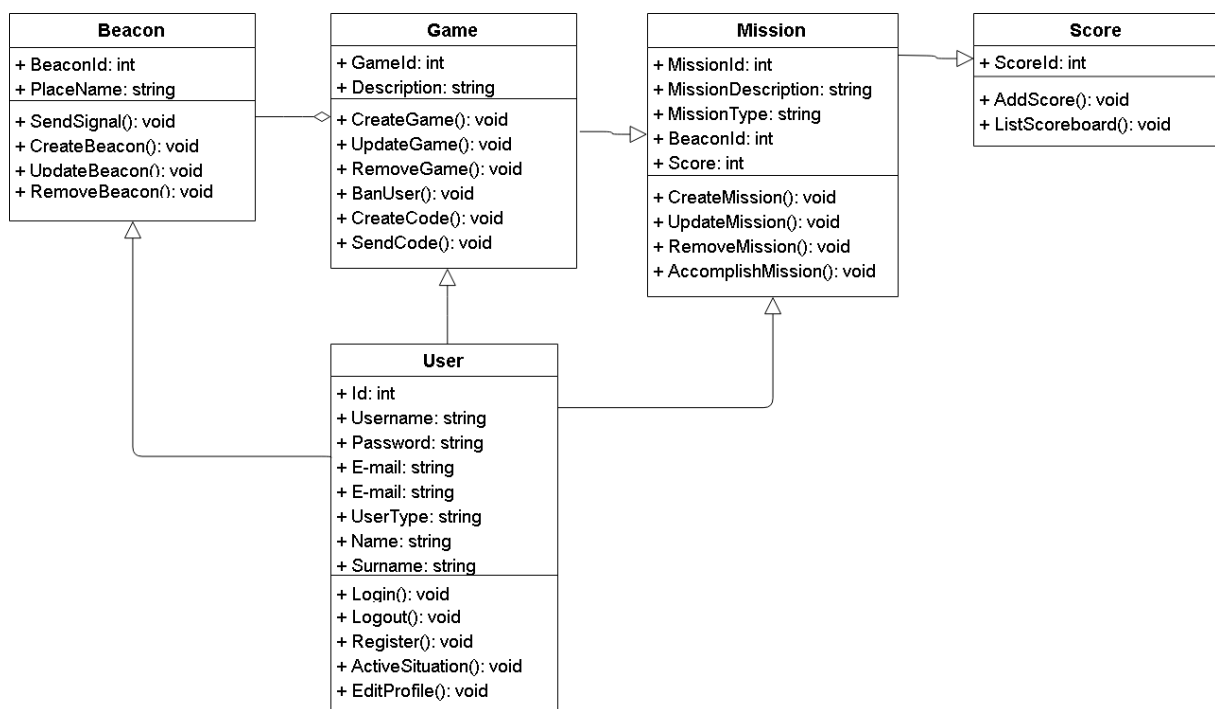 Beacon
+ BeaconId: int
+ PlaceName: string
+ SendSignal(): void
+ CreateBeacon(): void
+ UpdateBeacon(): void
+ RemoveBeacon(): void
Game
+ GameId: int
+ Description: string
+ CreateGame(): void
+ UpdateGame(): void
+ RemoveGame(): void
+ BanUser(): void
+ CreateCode(): void
+ SendCode(): void
Mission
+ MissionId: int
+ MissionDescription: string
+ MissionType: string
+ BeaconId: int
+ Score: int
+ CreateMission(): void
+ UpdateMission(): void
+ RemoveMission(): void
+ AccomplishMission(): void
Score
+ ScoreId: int
+ AddScore(): void
+ ListScoreboard(): void
User
+ Id: int
+ Username: string
+ Password: string
+ E-mail: string
+ E-mail: string
+ UserType: string
+ Name: string
+ Surname: string
+ Login(): void
+ Logout(): void
+ Register(): void
+ ActiveSituation(): void
+ EditProfile(): void